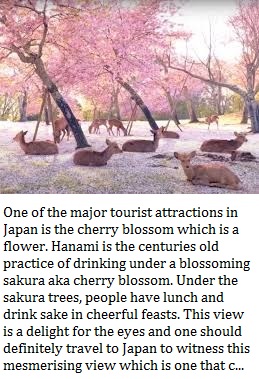 One of the major tourist attractions in
Japan is the cherry blossom which is a
flower. Hanami is the centuries old
practice of drinking under a blossoming
sakura aka cherry blossom. Under the
sakura trees, people have lunch and
drink sake in cheerful feasts. This view
is a delight for the eyes and one should
definitely travel to Japan to witness this
mesmerising view which is one that c...